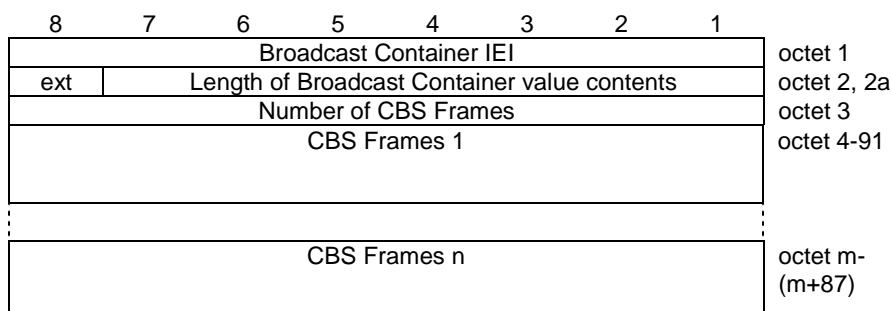 8 7 6 5 4 3 2 1
Broadcast Container IEI octet 1
ext Length of Broadcast Container value contents octet 2, 2a
Number of CBS Frames octet 3
CBS Frames 1 octet 4-91
CBS Frames n octet m-
(m+87)